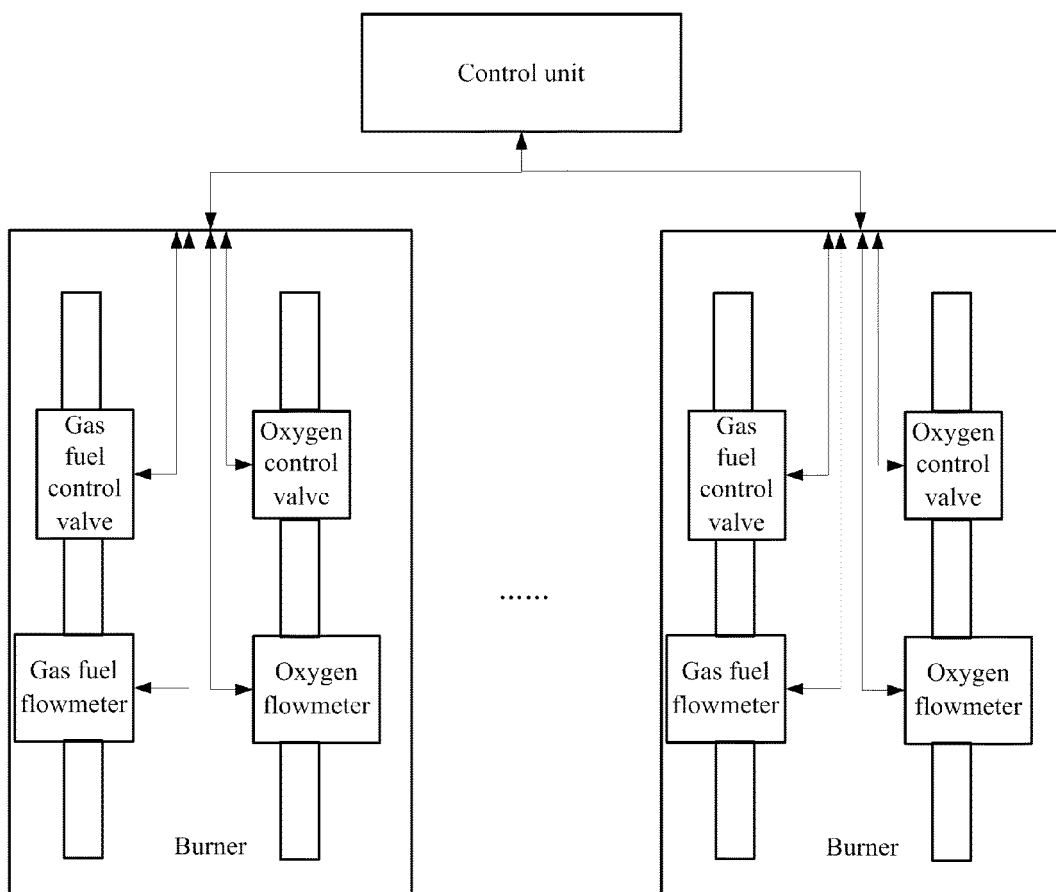 Control unit
Gas
fuel
control
valve
Oxygen
control
valve
Gas fuel
flowmeter
Oxygen
flowmeter
Burner
......
Gas
fuel
control
valve
Oxygen
control
valve
Gas fuel
flowmeter
Oxygen
flowmeter
Burner